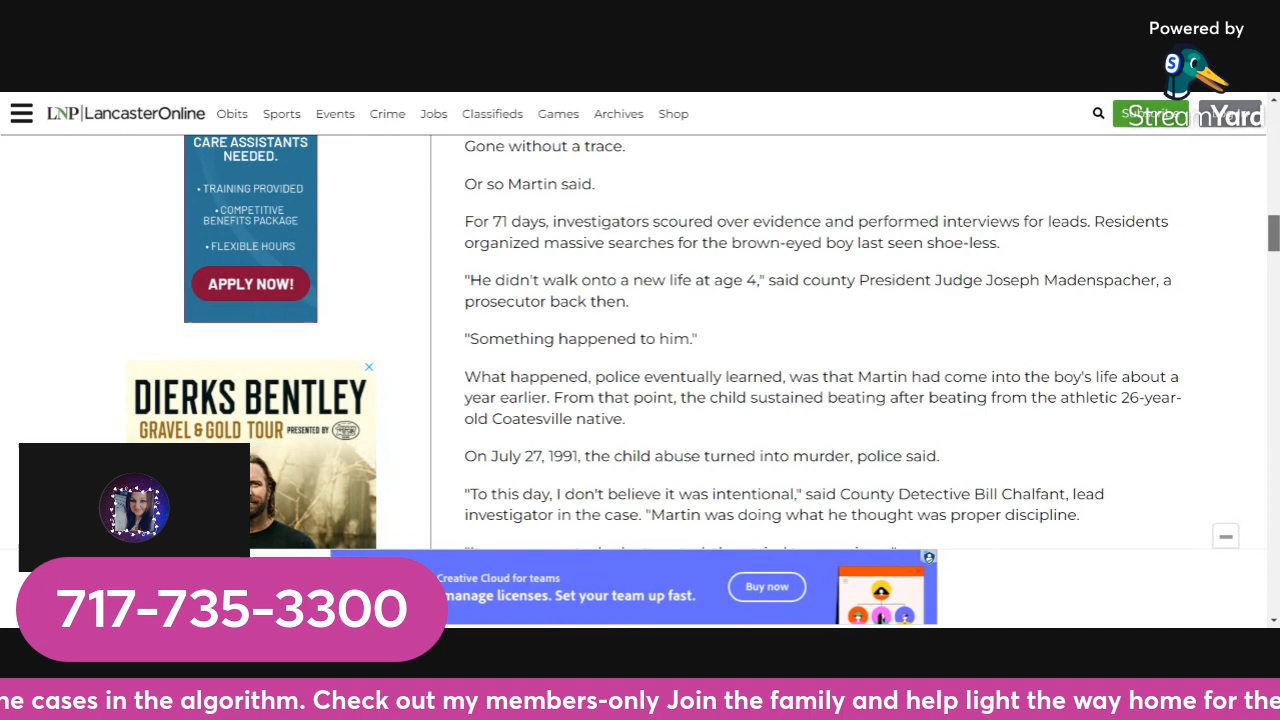 Powered by
StreamYard
LNP|LancasterOnline Obits Sports Events Crime Jobs Classifieds Games Archives Shop
CARE ASSISTANTS
NEEDED.
• TRAINING PROVIDED
• COMPETITIVE
BENEFITS PACKAGE
• FLEXIBLE HOURS
APPLY NOW!
DIERKS BENTLEY
GRAVEL & GOLD TOUR PRESENTED BY
Gone without a trace.
Or so Martin said.
For 71 days, investigators scoured over evidence and performed interviews for leads. Residents
organized massive searches for the brown-eyed boy last seen shoe-less.
"He didn't walk onto a new life at age 4," said county President Judge Joseph Madenspacher, a
prosecutor back then.
"Something happened to him."
What happened, police eventually learned, was that Martin had come into the boy's life about a
year earlier. From that point, the child sustained beating after beating from the athletic 26-year-
old Coatesville native.
On July 27, 1991, the child abuse turned into murder, police said.
"To this day, I don't believe it was intentional," said County Detective Bill Chalfant, lead
investigator in the case. "Martin was doing what he thought was proper discipline.
Creative Cloud for teams
manage licenses. Set your team up fast.
Buy now
717-735-3300
ne cases in the algorithm. Check out my members-only Join the family and help light the way home for the